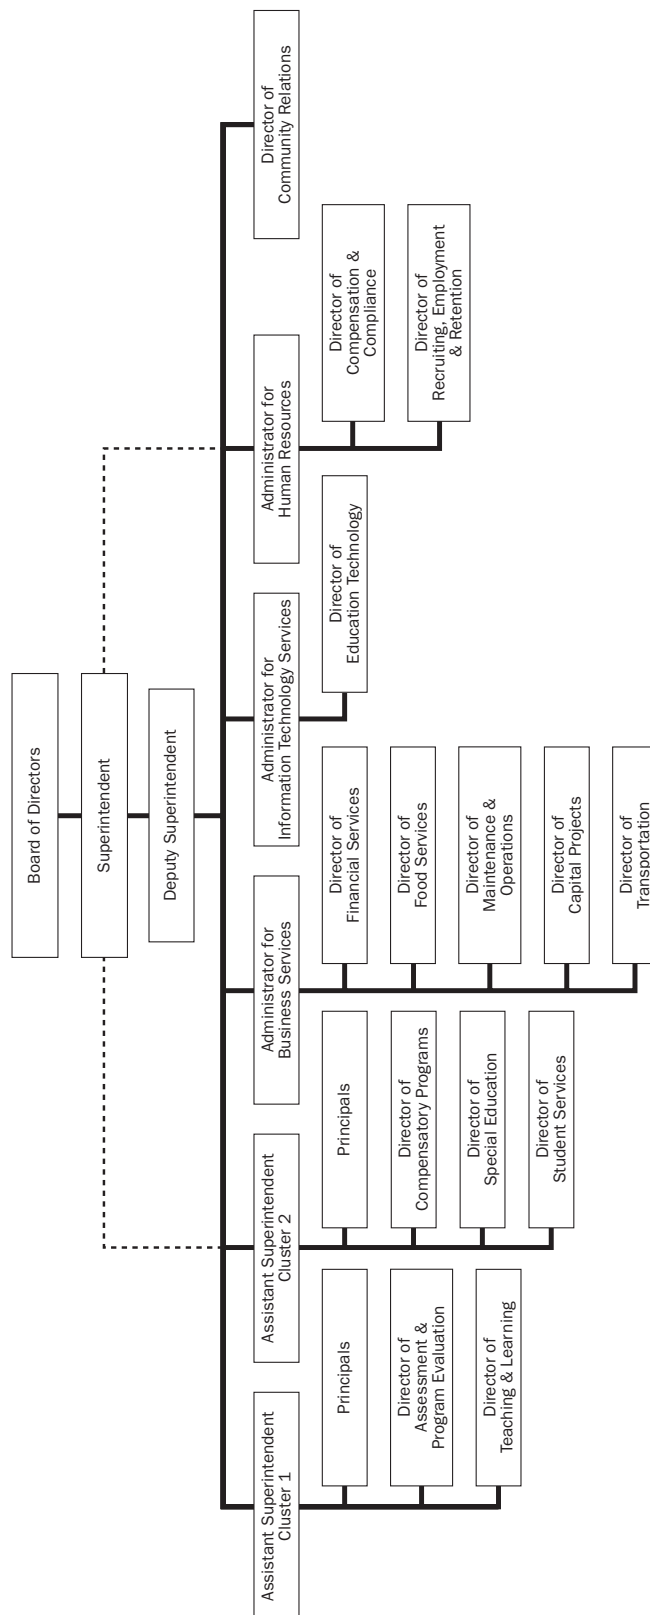 Board of Directors
Superintendent
Deputy Superintendent
Assistant Superintendent
Cluster 1
Principals
Director of
Assessment &
Program Evaluation
Director of
Teaching & Learning
Assistant Superintendent
Cluster 2
Principals
Director of
Compensatory Programs
Director of
Special Education
Director of
Student Services
Administrator for
Business Services
Director of
Financial Services
Director of
Food Services
Director of
Maintenance &
Operations
Director of
Capital Projects
Director of
Transportation
Administrator for
Information Technology Services
Director of
Education Technology
Administrator for
Human Resources
Director of
Compensation &
Compliance
Director of
Recruiting, Employment
& Retention
Director of
Community Relations